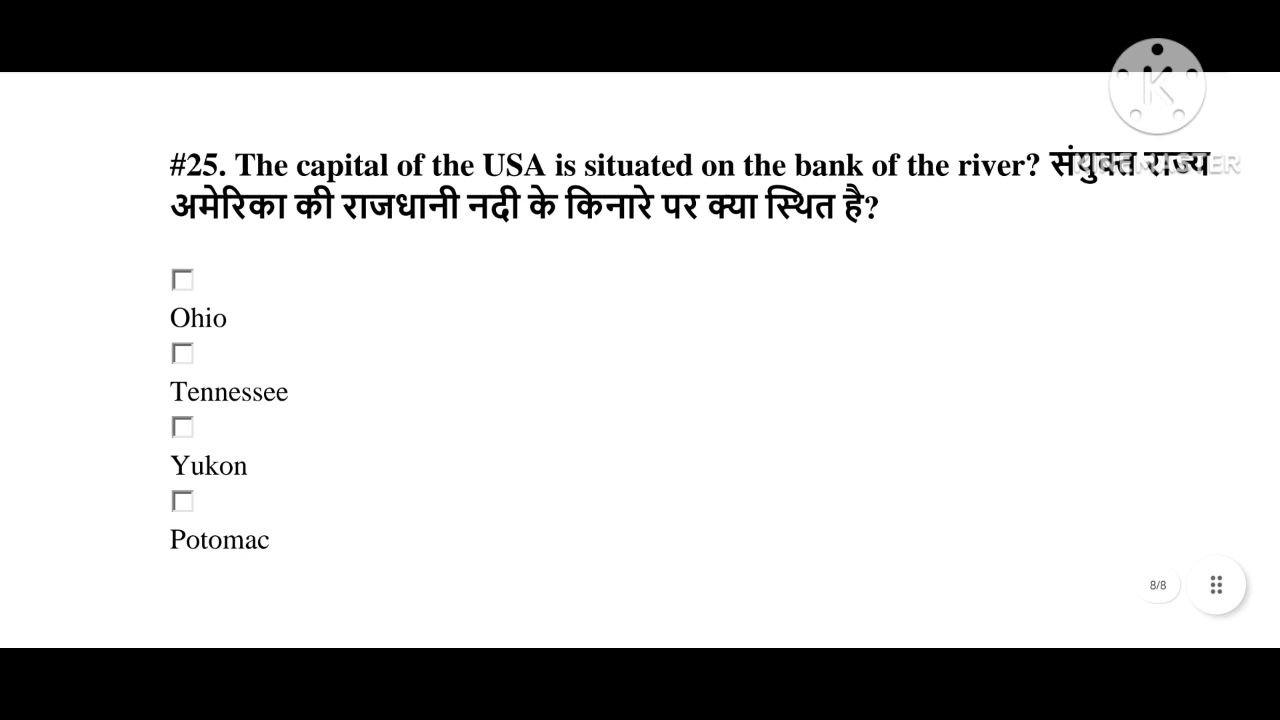 #25. The capital of the USA is situated on the bank of the river? संयुक्त राज्य
अमेरिका की राजधानी नदी के किनारे पर क्या स्थित है?
K
KINEMASTER
Ohio
Tennessee
Yukon
Potomac
8/8